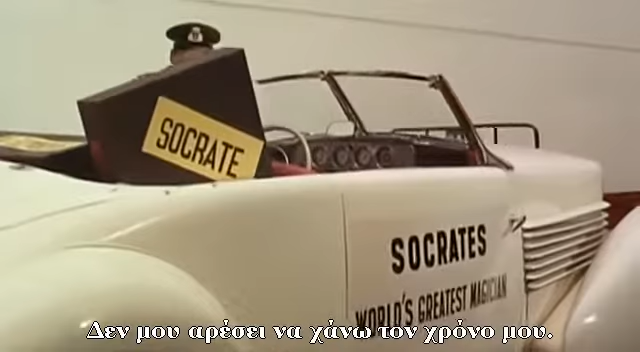 SOCRATE
SOCRATES
WORLD'S GREATEST MAGICIAN
Δεν μου αρέσει να χάνω τον χρόνο μου.